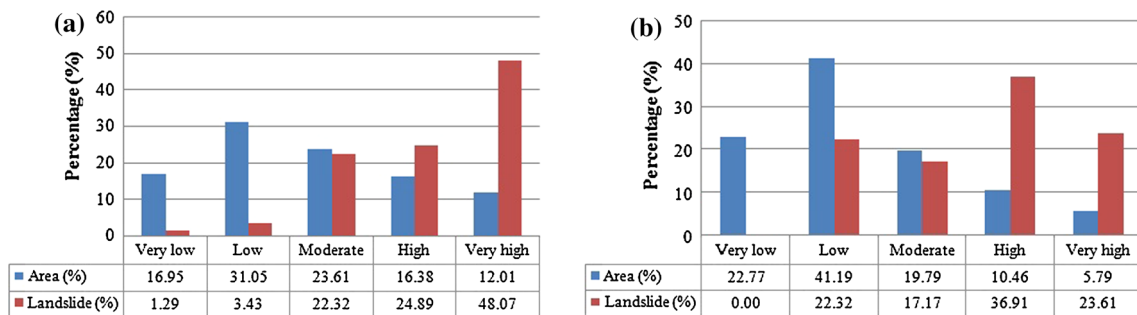 (a)
Percentage (%)
60
50
40
30
20
10
0
Very low Low Moderate High Very high
Area (%) 16.95 31.05 23.61 16.38 12.01
Landslide (%) 1.29 3.43 22.32 24.89 48.07
(b)
Percentage (%)
50
40
30
20
10
0
Very low Low Moderate High Very high
Area (%) 22.77 41.19 19.79 10.46 5.79
Landslide (%) 0.00 22.32 17.17 36.91 23.61